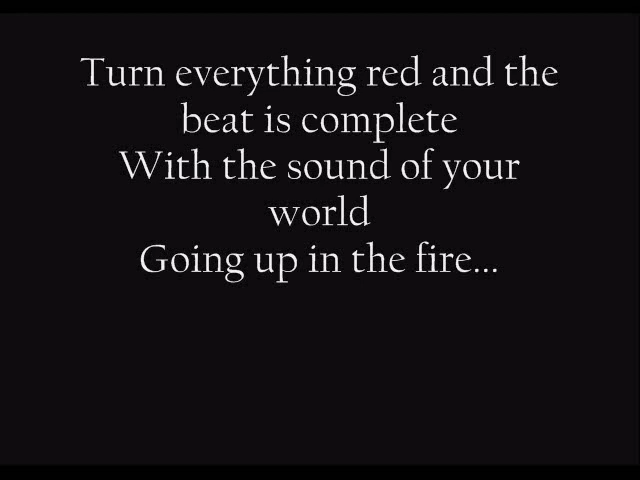 Turn everything red and the
beat is complete
With the sound of your
world
Going up in the fire...